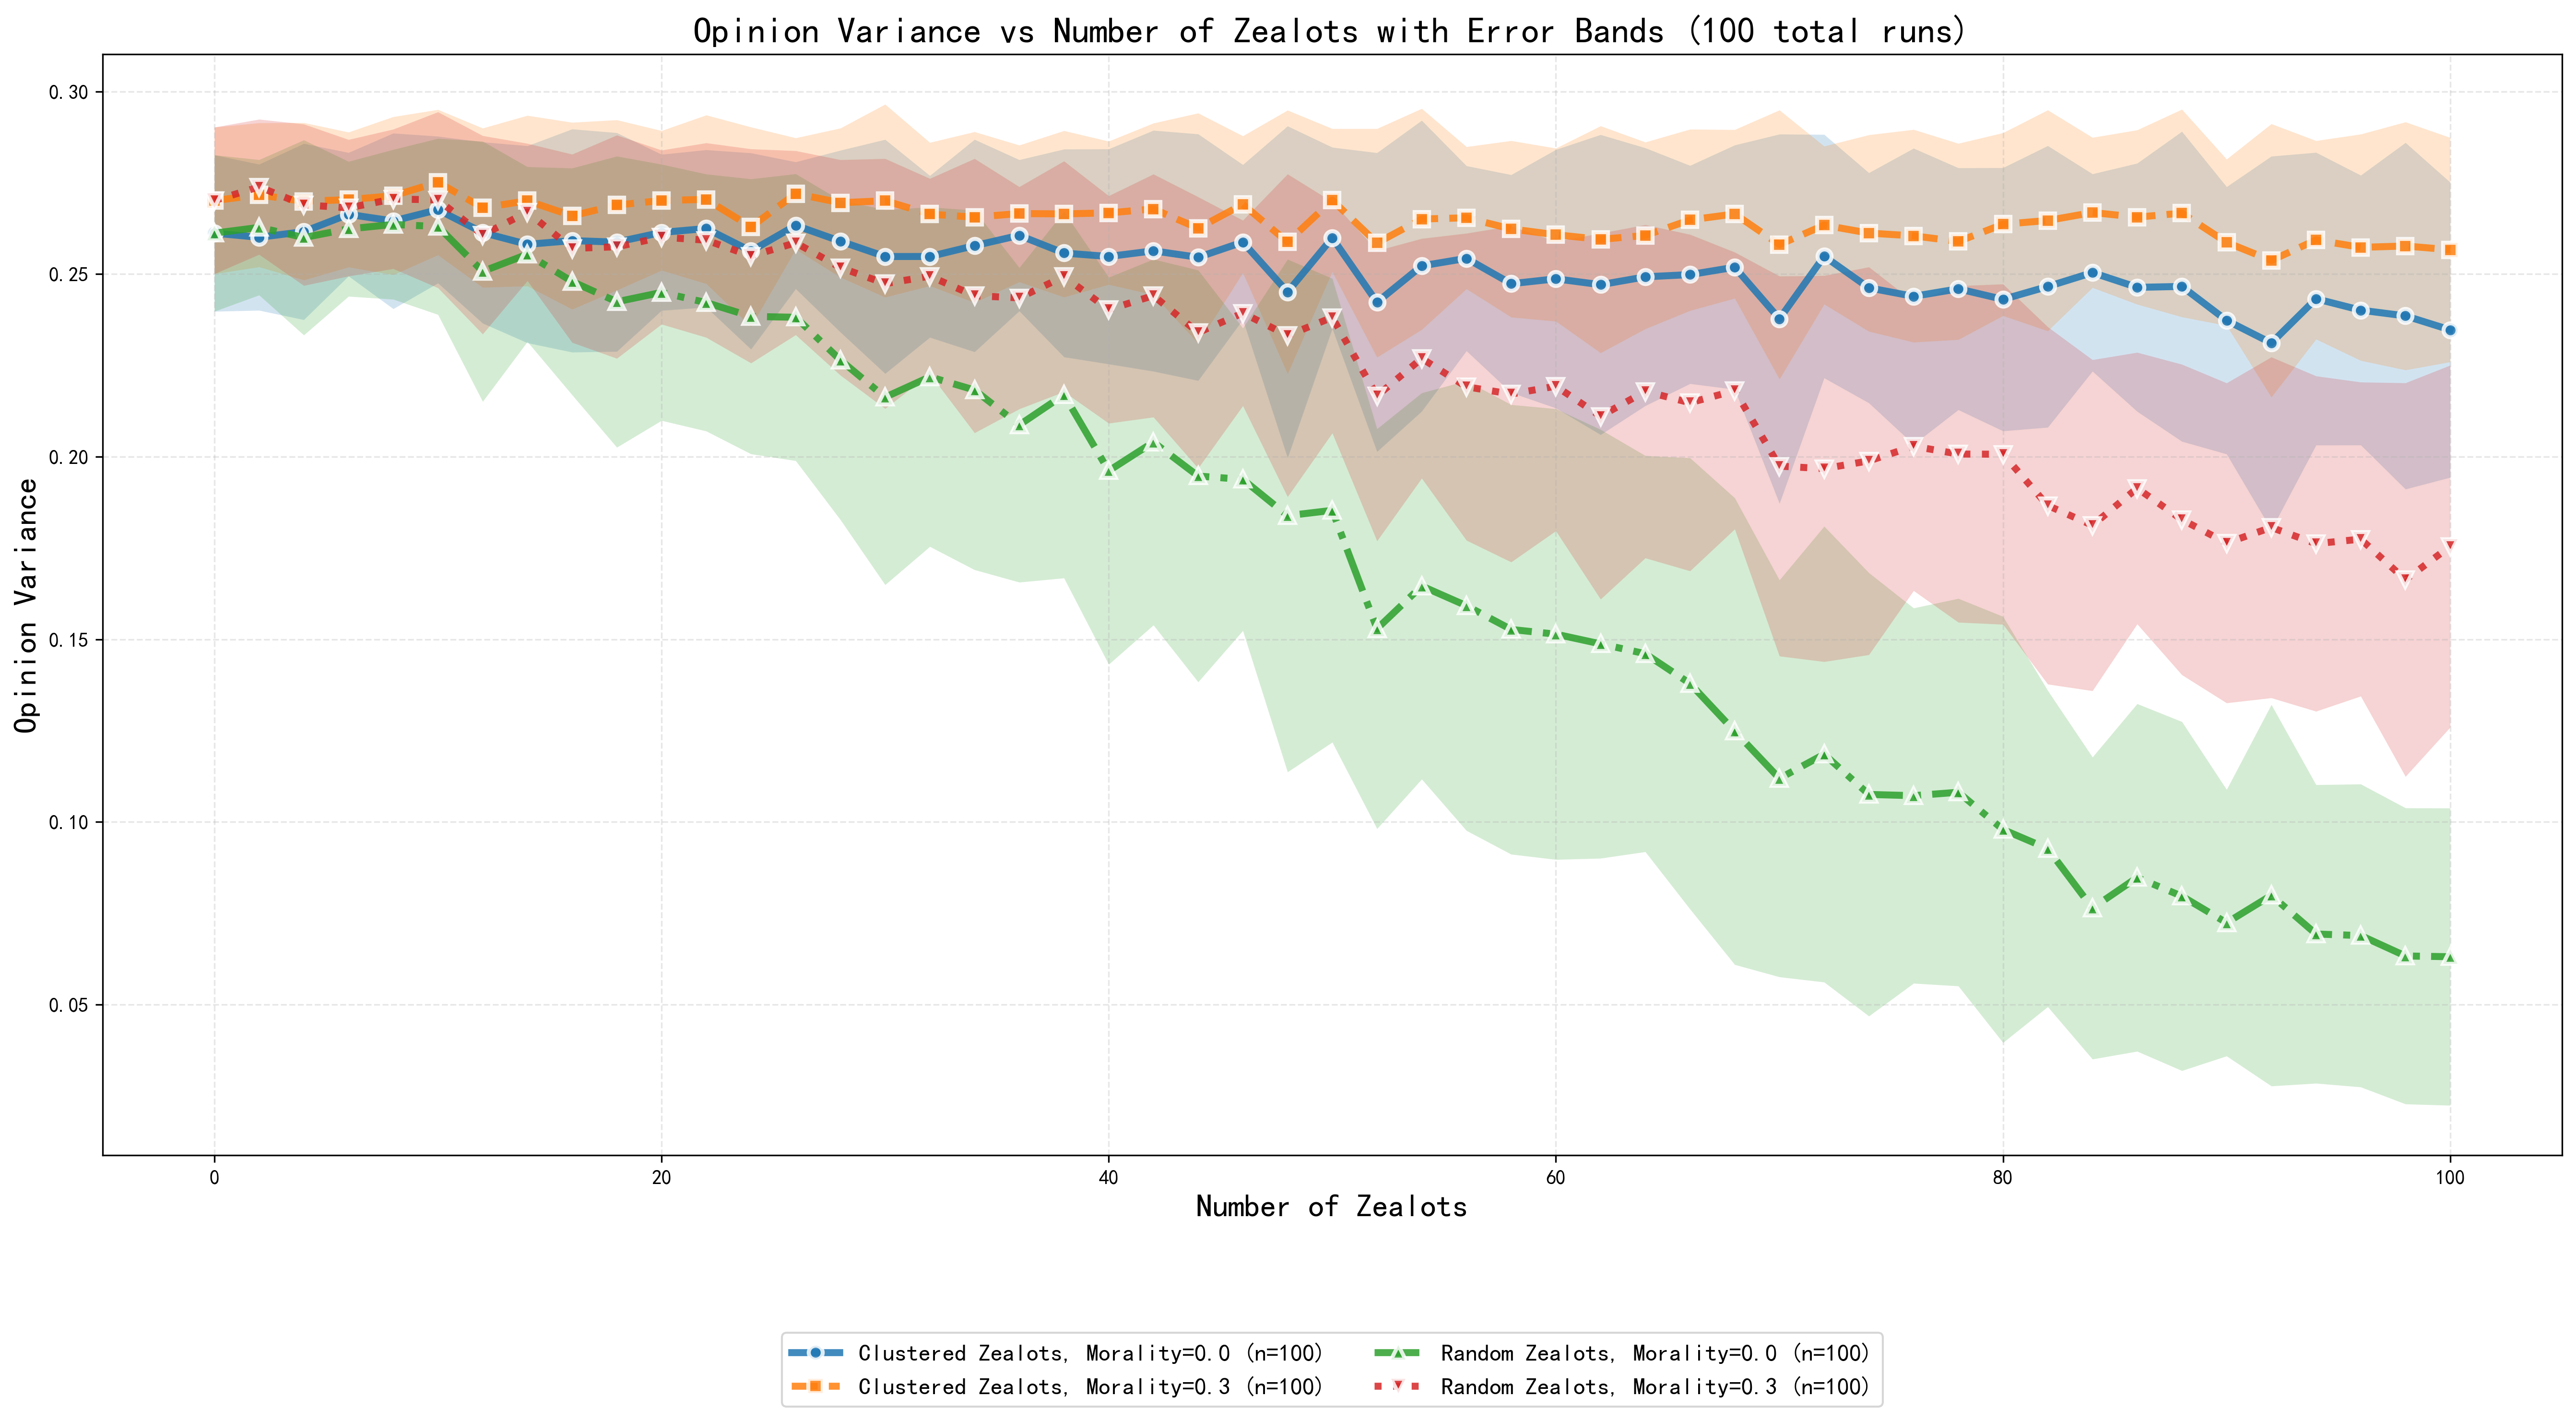 Opinion Variance vs Number of Zealots with Error Bands (100 total runs)
Opinion Variance
0.30
0.25
0.20
0.15
0.10
0.05
0 20 40 60 80 100
Number of Zealots
Clustered Zealots, Morality=0.0 (n=100)
Clustered Zealots, Morality=0.3 (n=100)
Random Zealots, Morality=0.0 (n=100)
Random Zealots, Morality=0.3 (n=100)